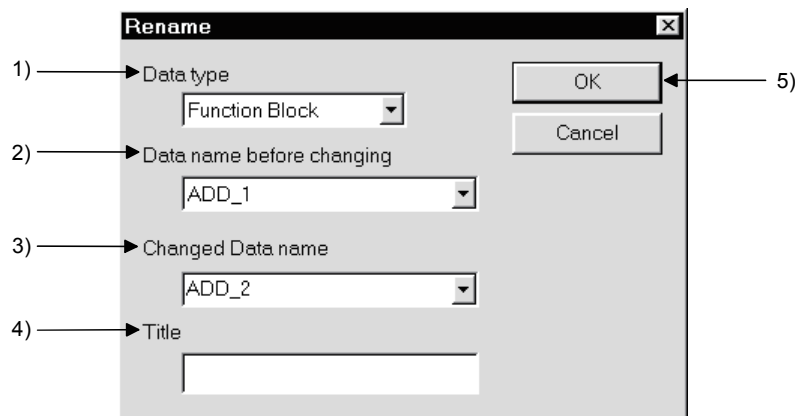 Rename
1) Data type
OK
5)
Function Block
Cancel
2) Data name before changing
ADD_1
3) Changed Data name
ADD_2
4) Title